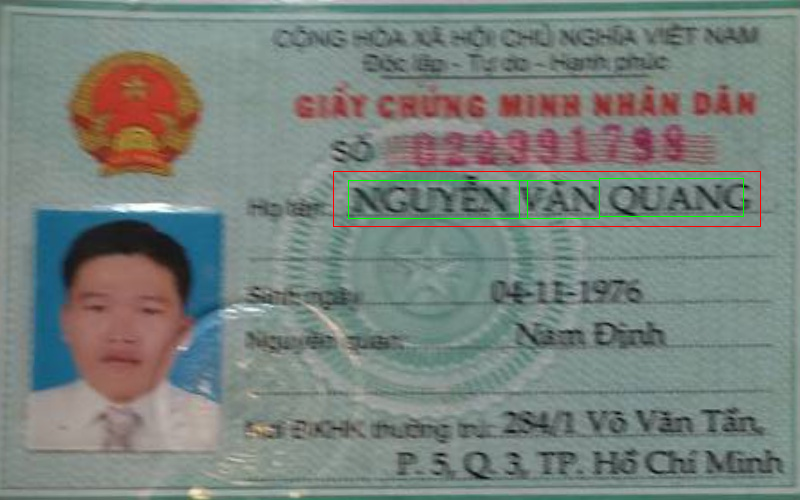 CỘNG HÒA XÃ HỘI CHỦ NGHĨA VIỆT NAM
Độc lập - Tự do - Hạnh phúc
GIẤY CHỨNG MINH NHÂN DÂN
SỐ 022991799
Họ tên: NGUYỄN VĂN QUANG
Sinh ngày 04-11-1976
Nguyên quán: Nam Định
Nơi ĐKHK thường trú: 284/1 Võ Văn Tần,
P. 5, Q. 3, TP. Hồ Chí Minh